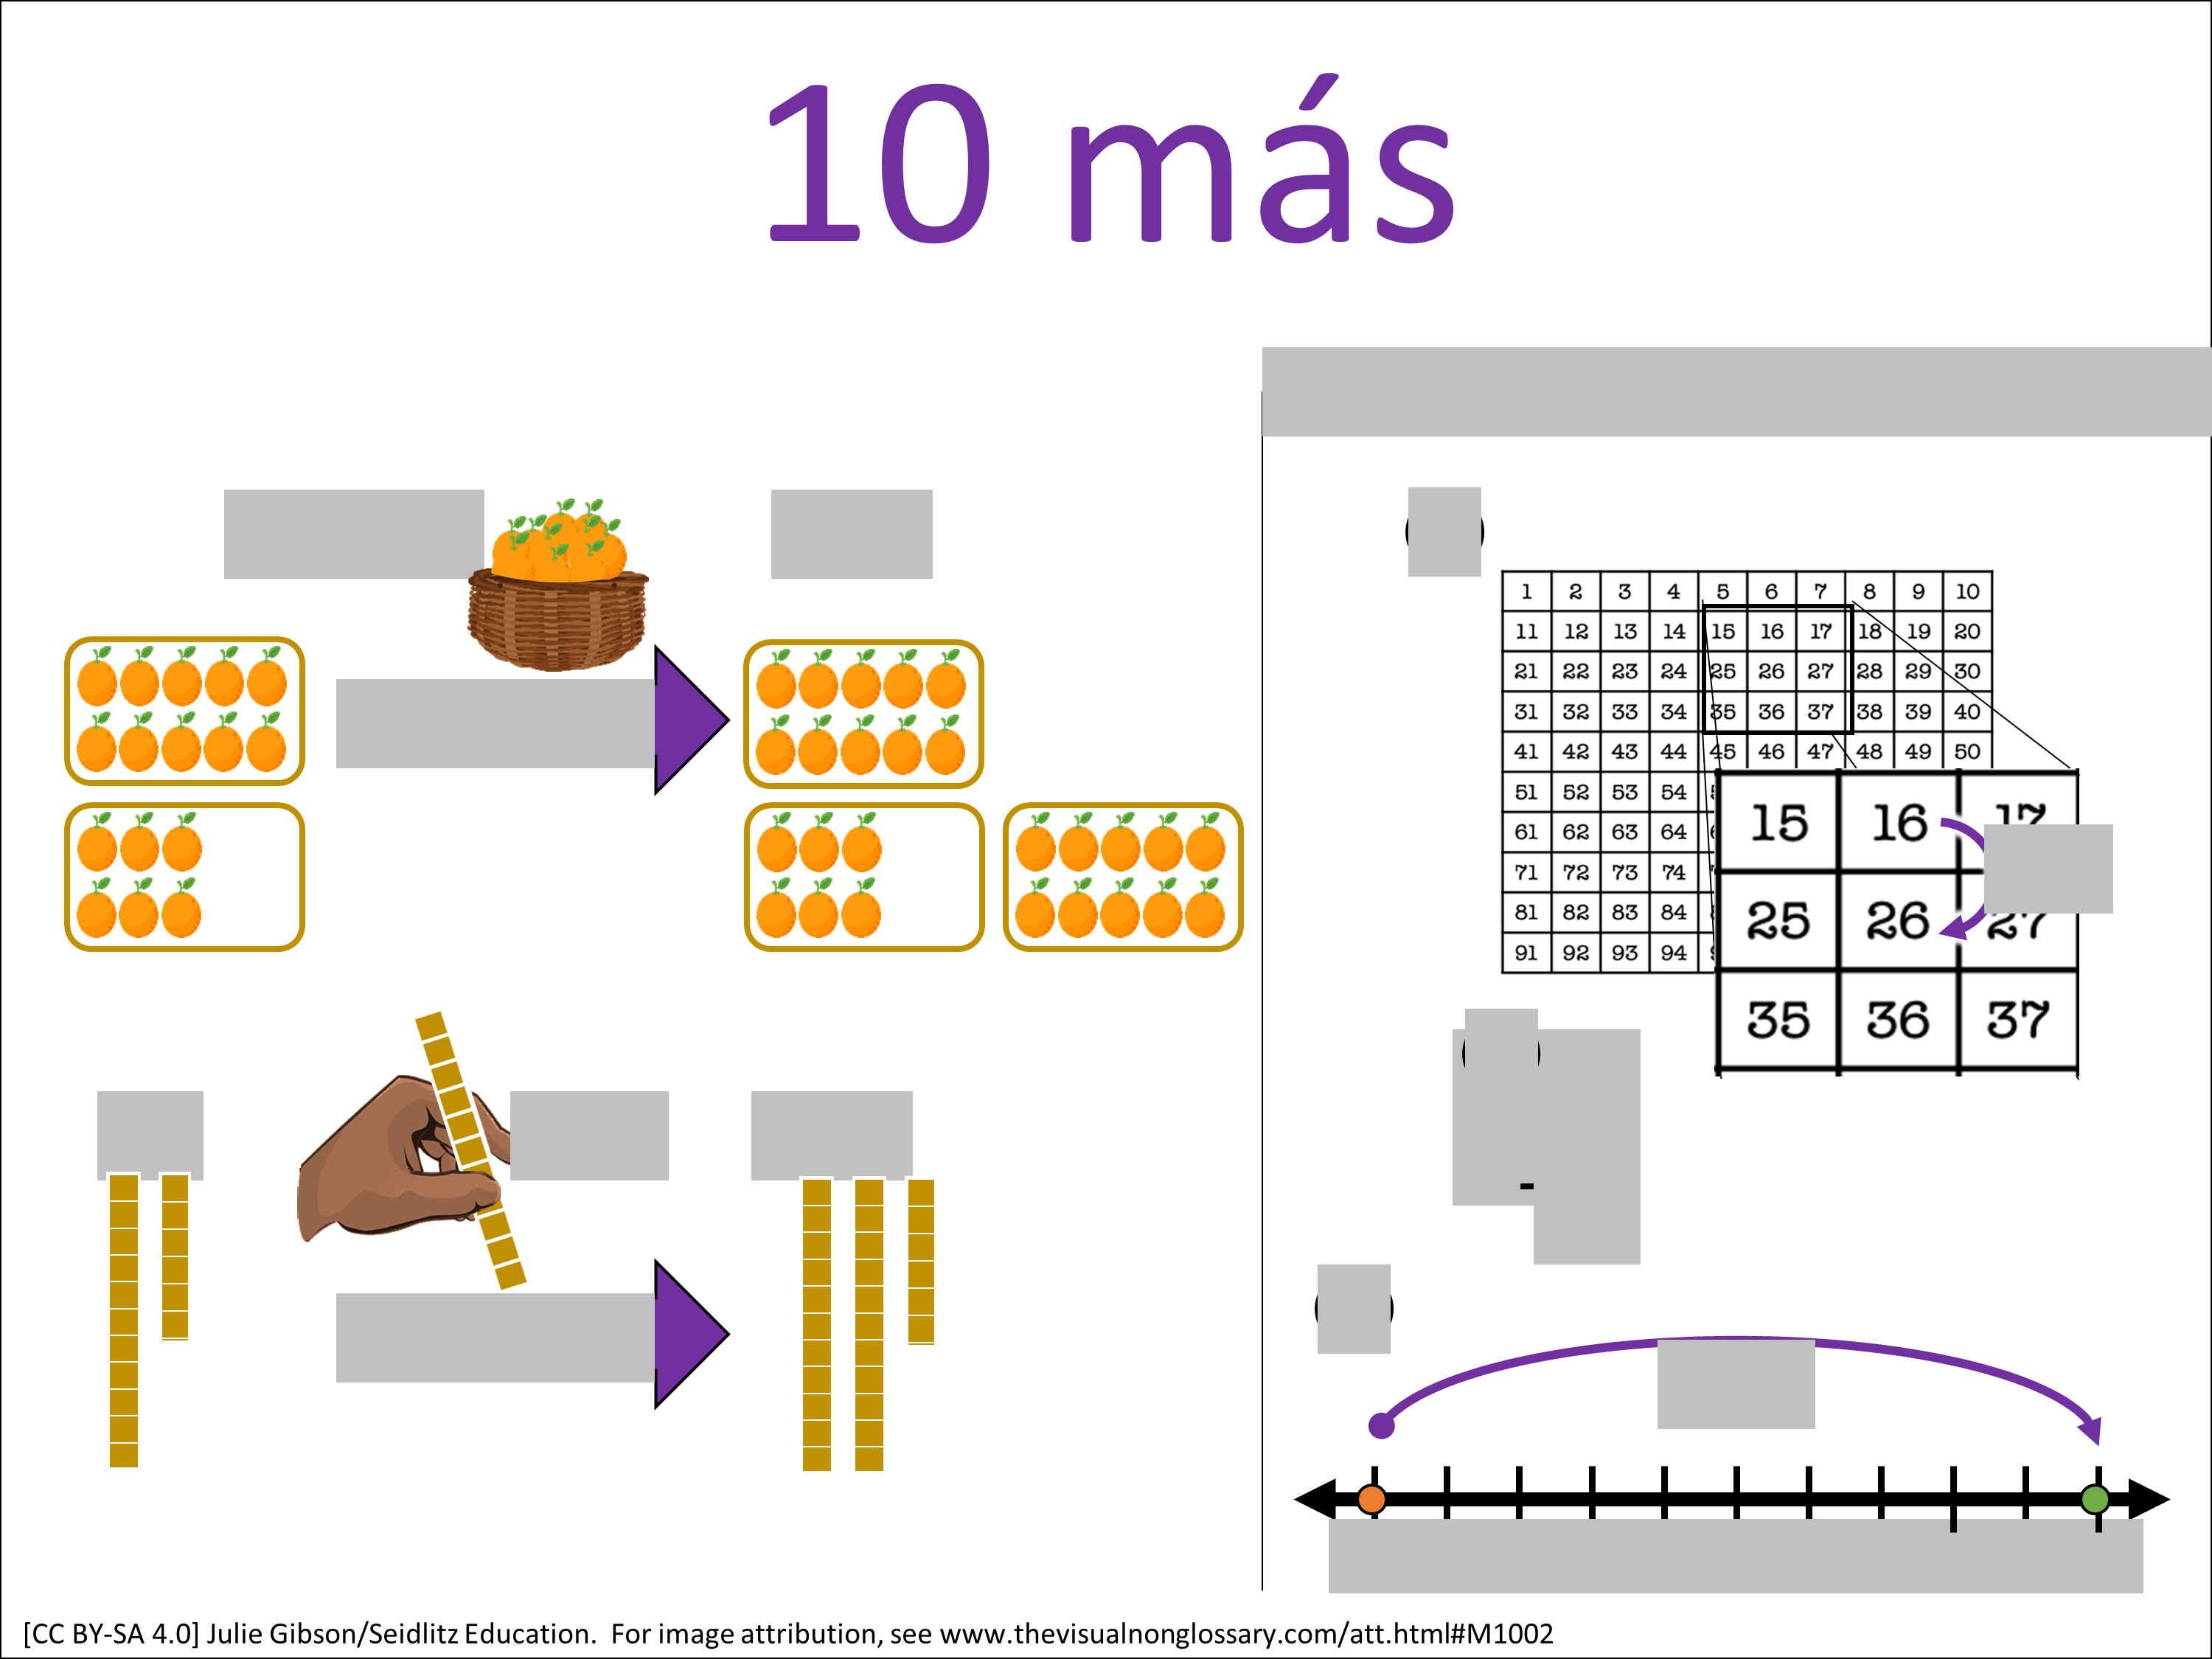 10 más
1 2 3 4 5 6 7 8 9 10
11 12 13 14 15 16 17 18 19 20
21 22 23 24 25 26 27 28 29 30
31 32 33 34 35 36 37 38 39 40
41 42 43 44 45 46 47 48 49 50
51 52 53 54
61 62 63 64
71 72 73 74
81 82 83 84
91 92 93 94
15 16 17
25 26 27
35 36 37
[CC BY-SA 4.0] Julie Gibson/Seidlitz Education.  For image attribution, see www.thevisualnonglossary.com/att.html#M1002